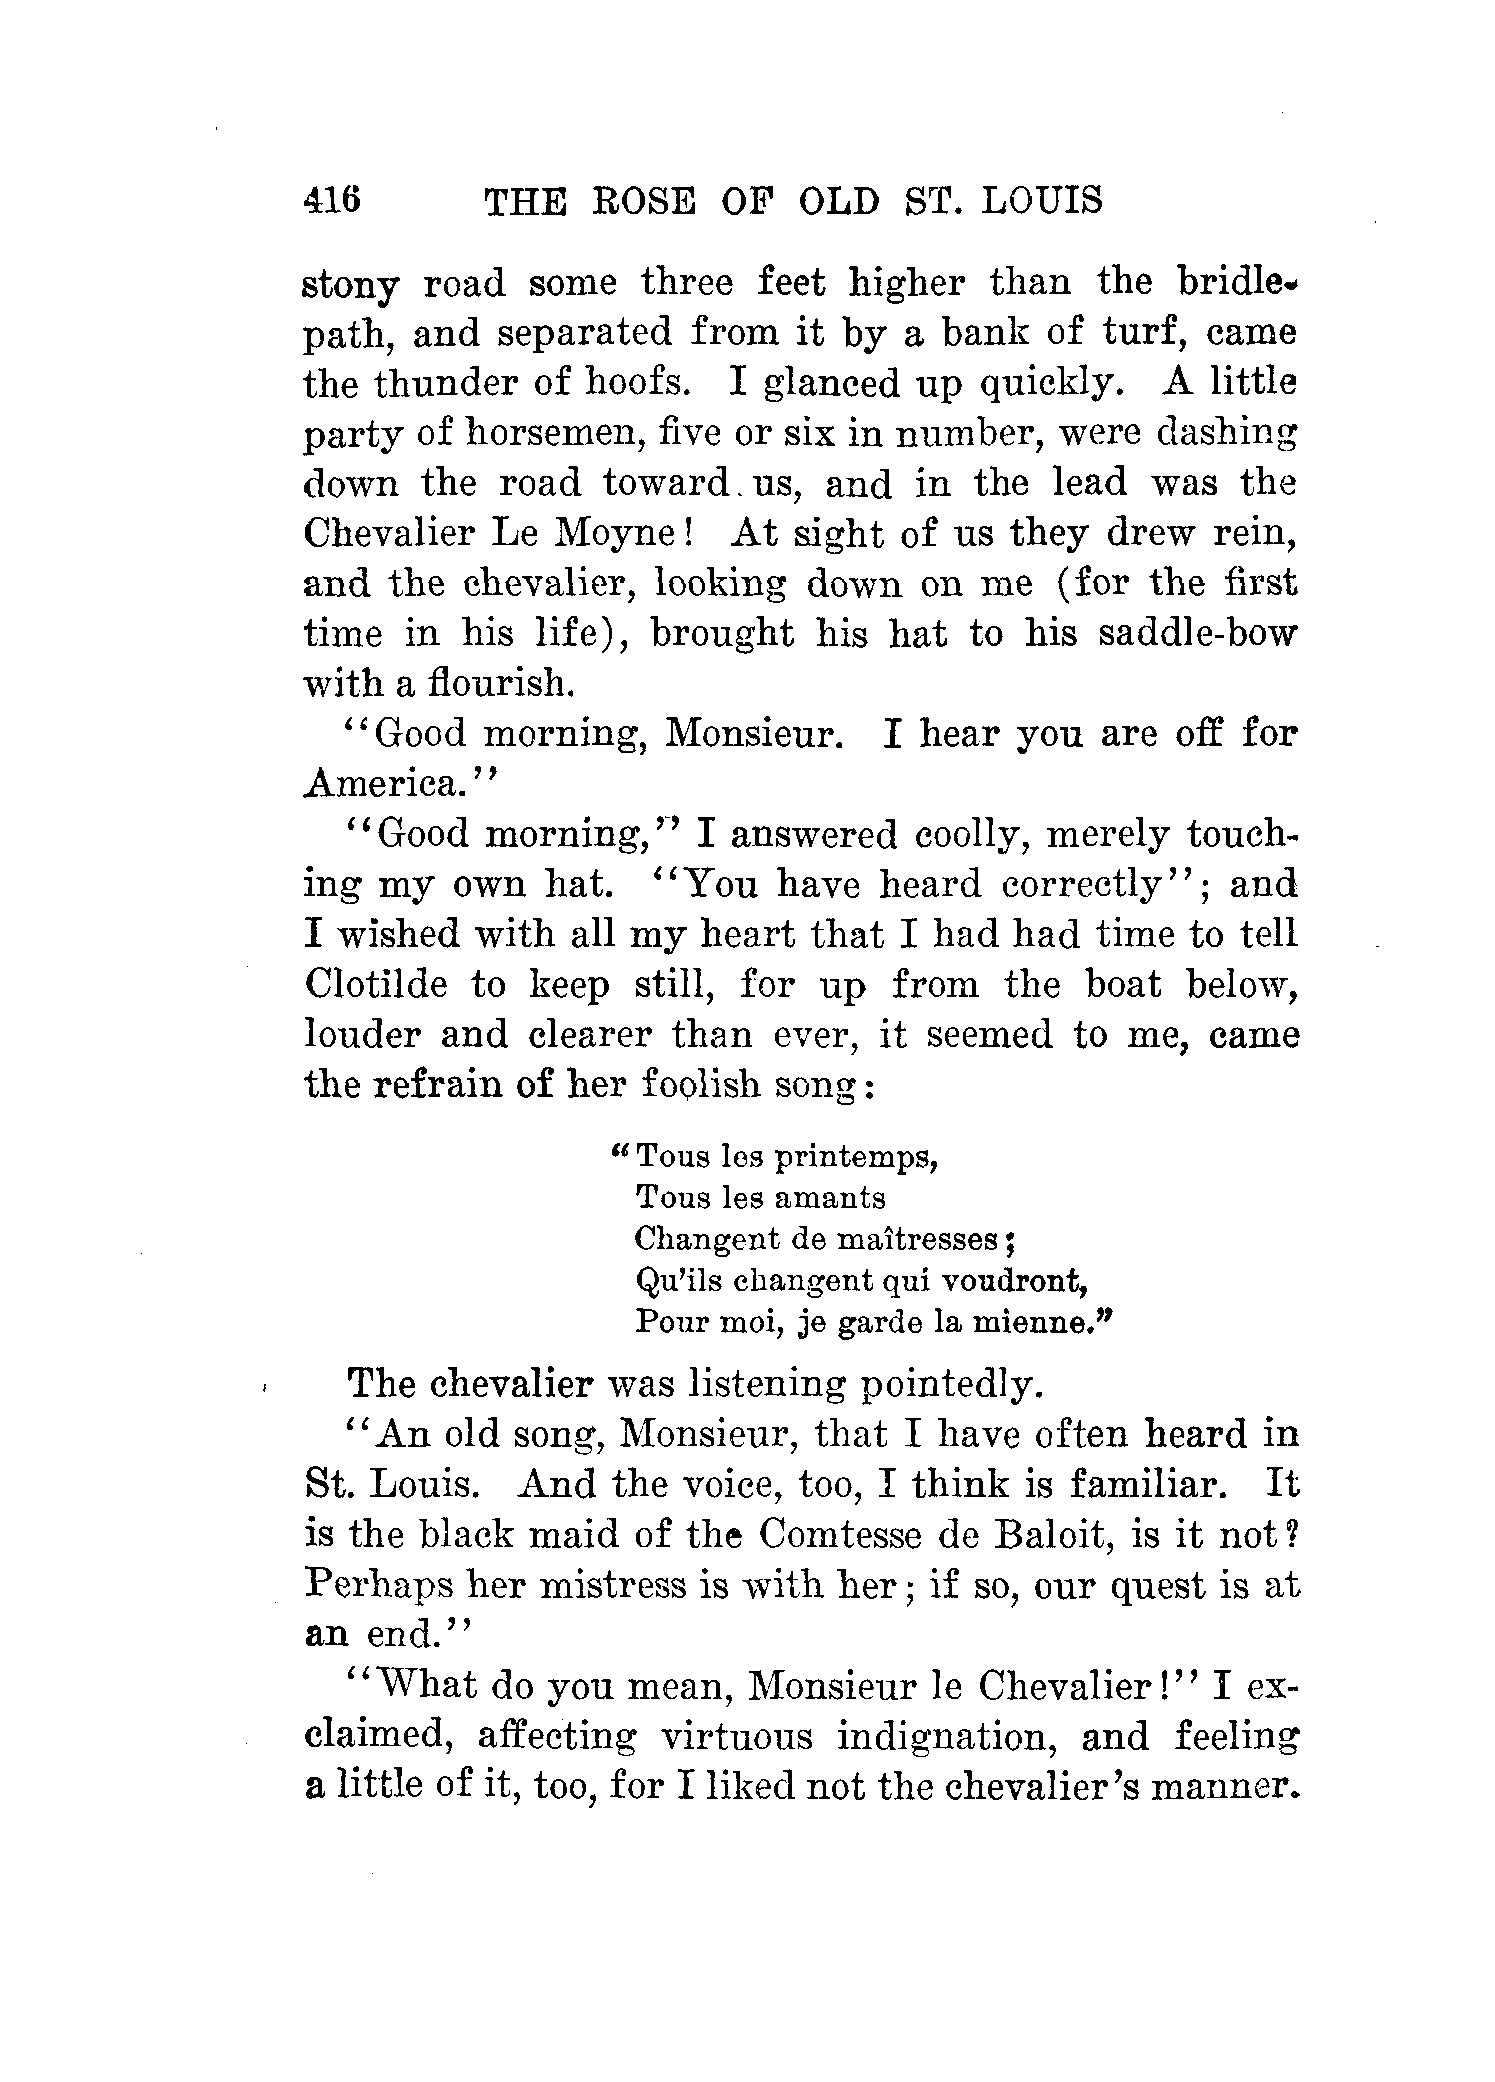 416 THE ROSE OF OLD ST. LOUIS
stony road some three feet higher than the bridle-
path, and separated from it by a bank of turf, came
the thunder of hoofs. I glanced up quickly. A little
party of horsemen, five or six in number, were dashing
down the road toward us, and in the lead was the
Chevalier Le Moyne! At sight of us they drew rein,
and the chevalier, looking down on me (for the first
time in his life), brought his hat to his saddle-bow
with a flourish.
"Good morning, Monsieur. I hear you are off for
America."
"Good morning," I answered coolly, merely touch-
ing my own hat. "You have heard correctly"; and
I wished with all my heart that I had had time to tell
Clotilde to keep still, for up from the boat below,
louder and clearer than ever, it seemed to me, came
the refrain of her foolish song:
"Tous les printemps,
Tous les amants
Changent de maîtresses;
Qu'ils changent qui voudront,
Pour moi, je garde la mienne."
The chevalier was listening pointedly.
"An old song, Monsieur, that I have often heard in
St. Louis. And the voice, too, I think is familiar. It
is the black maid of the Comtesse de Baloit, is it not?
Perhaps her mistress is with her; if so, our quest is at
an end."
"What do you mean, Monsieur le Chevalier!" I ex-
claimed, affecting virtuous indignation, and feeling
a little of it, too, for I liked not the chevalier's manner.